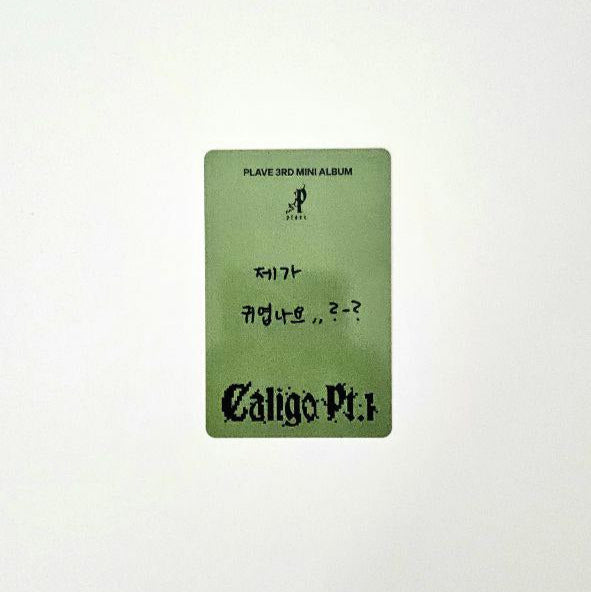 PLAVE 3RD MINI ALBUM
P
plave
제가
귀엽나요,,?-?
Caligo Pt.1